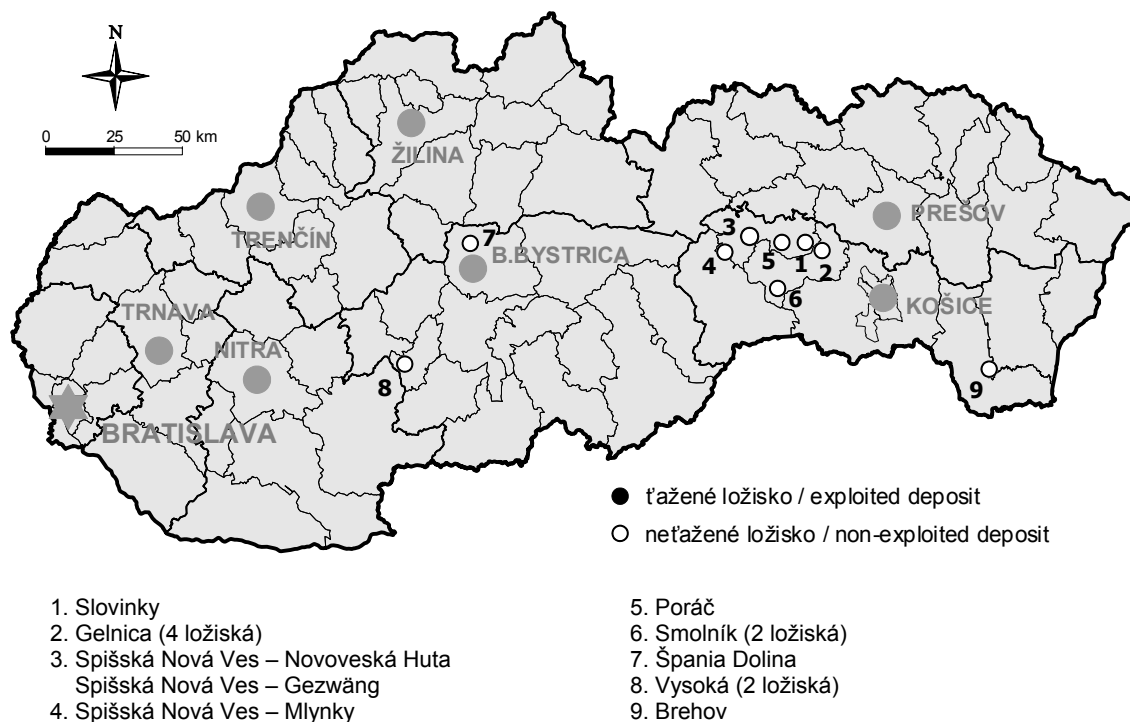 N
0 25 50 km
ŽILINA
TRENČÍN
PREŠOV
3
7
B.BYSTRICA
4 5 1 2
6
TRNAVA
KOŠICE
NITRA
8
9
BRATISLAVA
ťažené ložisko / exploited deposit
neťažené ložisko / non-exploited deposit
1. Slovinky
2. Gelnica (4 ložiská)
3. Spišská Nová Ves – Novoveská Huta
Spišská Nová Ves – Gezwäng
4. Spišská Nová Ves – Mlynky
5. Poráč
6. Smolník (2 ložiská)
7. Špania Dolina
8. Vysoká (2 ložiská)
9. Brehov